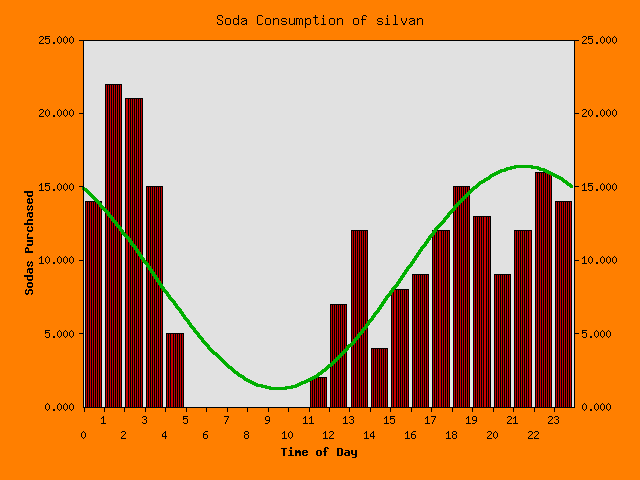 Soda Consumption of silvan
25.000 25.000
20.000 20.000
15.000 15.000
10.000 10.000
5.000 5.000
0.000 0.000
Sodas Purchased
1 3 5 7 9 11 13 15 17 19 21 23
0 2 4 6 8 10 12 14 16 18 20 22
Time of Day